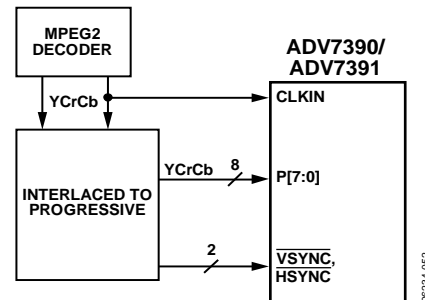 MPEG2
DECODER
ADV7390/
ADV7391
YCrCb
CLKIN
INTERLACED TO
PROGRESSIVE
YCrCb
8
P[7:0]
2
VSYNC,
HSYNC